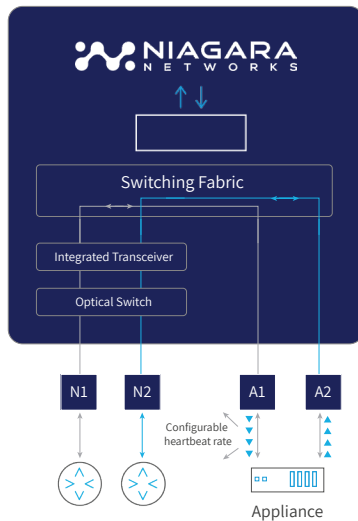 NIAGARA
NETWORKS
Switching Fabric
Integrated Transceiver
Optical Switch
N1 N2 A1 A2
Configurable
heartbeat rate
Appliance